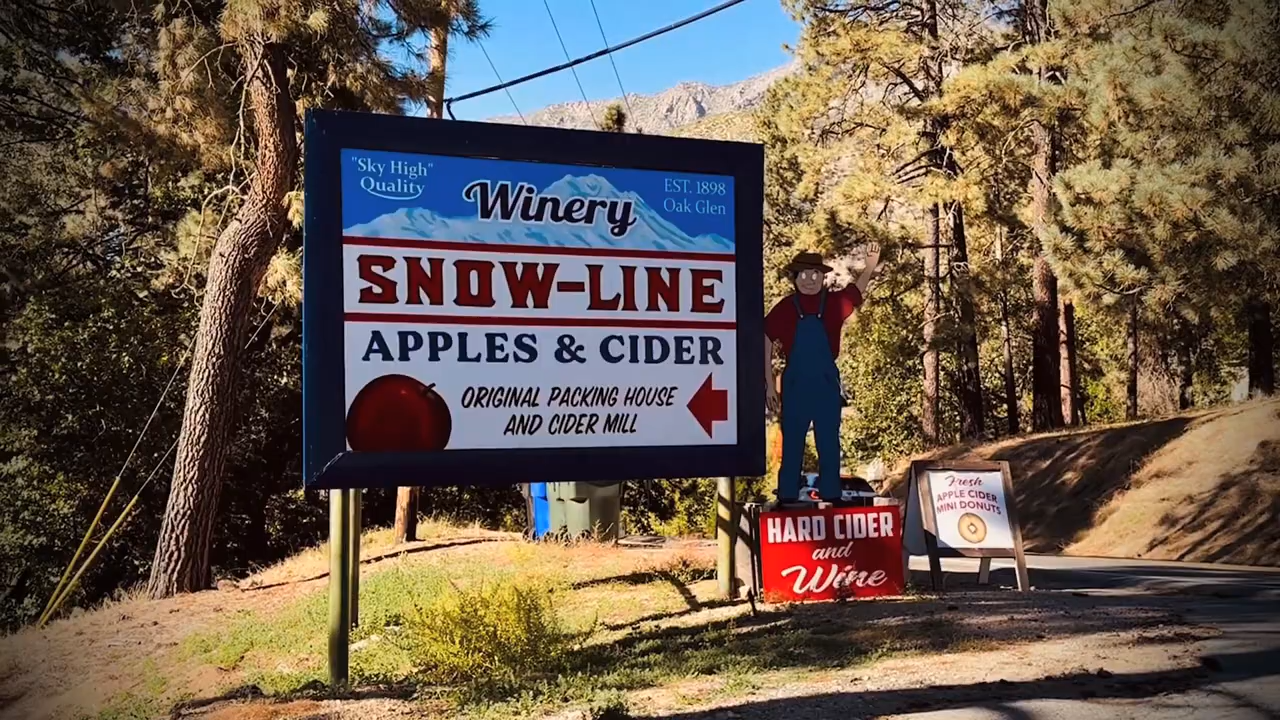 "Sky High"
Quality
Winery
EST. 1898
Oak Glen
SNOW-LINE
APPLES & CIDER
ORIGINAL PACKING HOUSE
AND CIDER MILL
HARD CIDER
and
Wine
Fresh
APPLE CIDER
MINI DONUTS